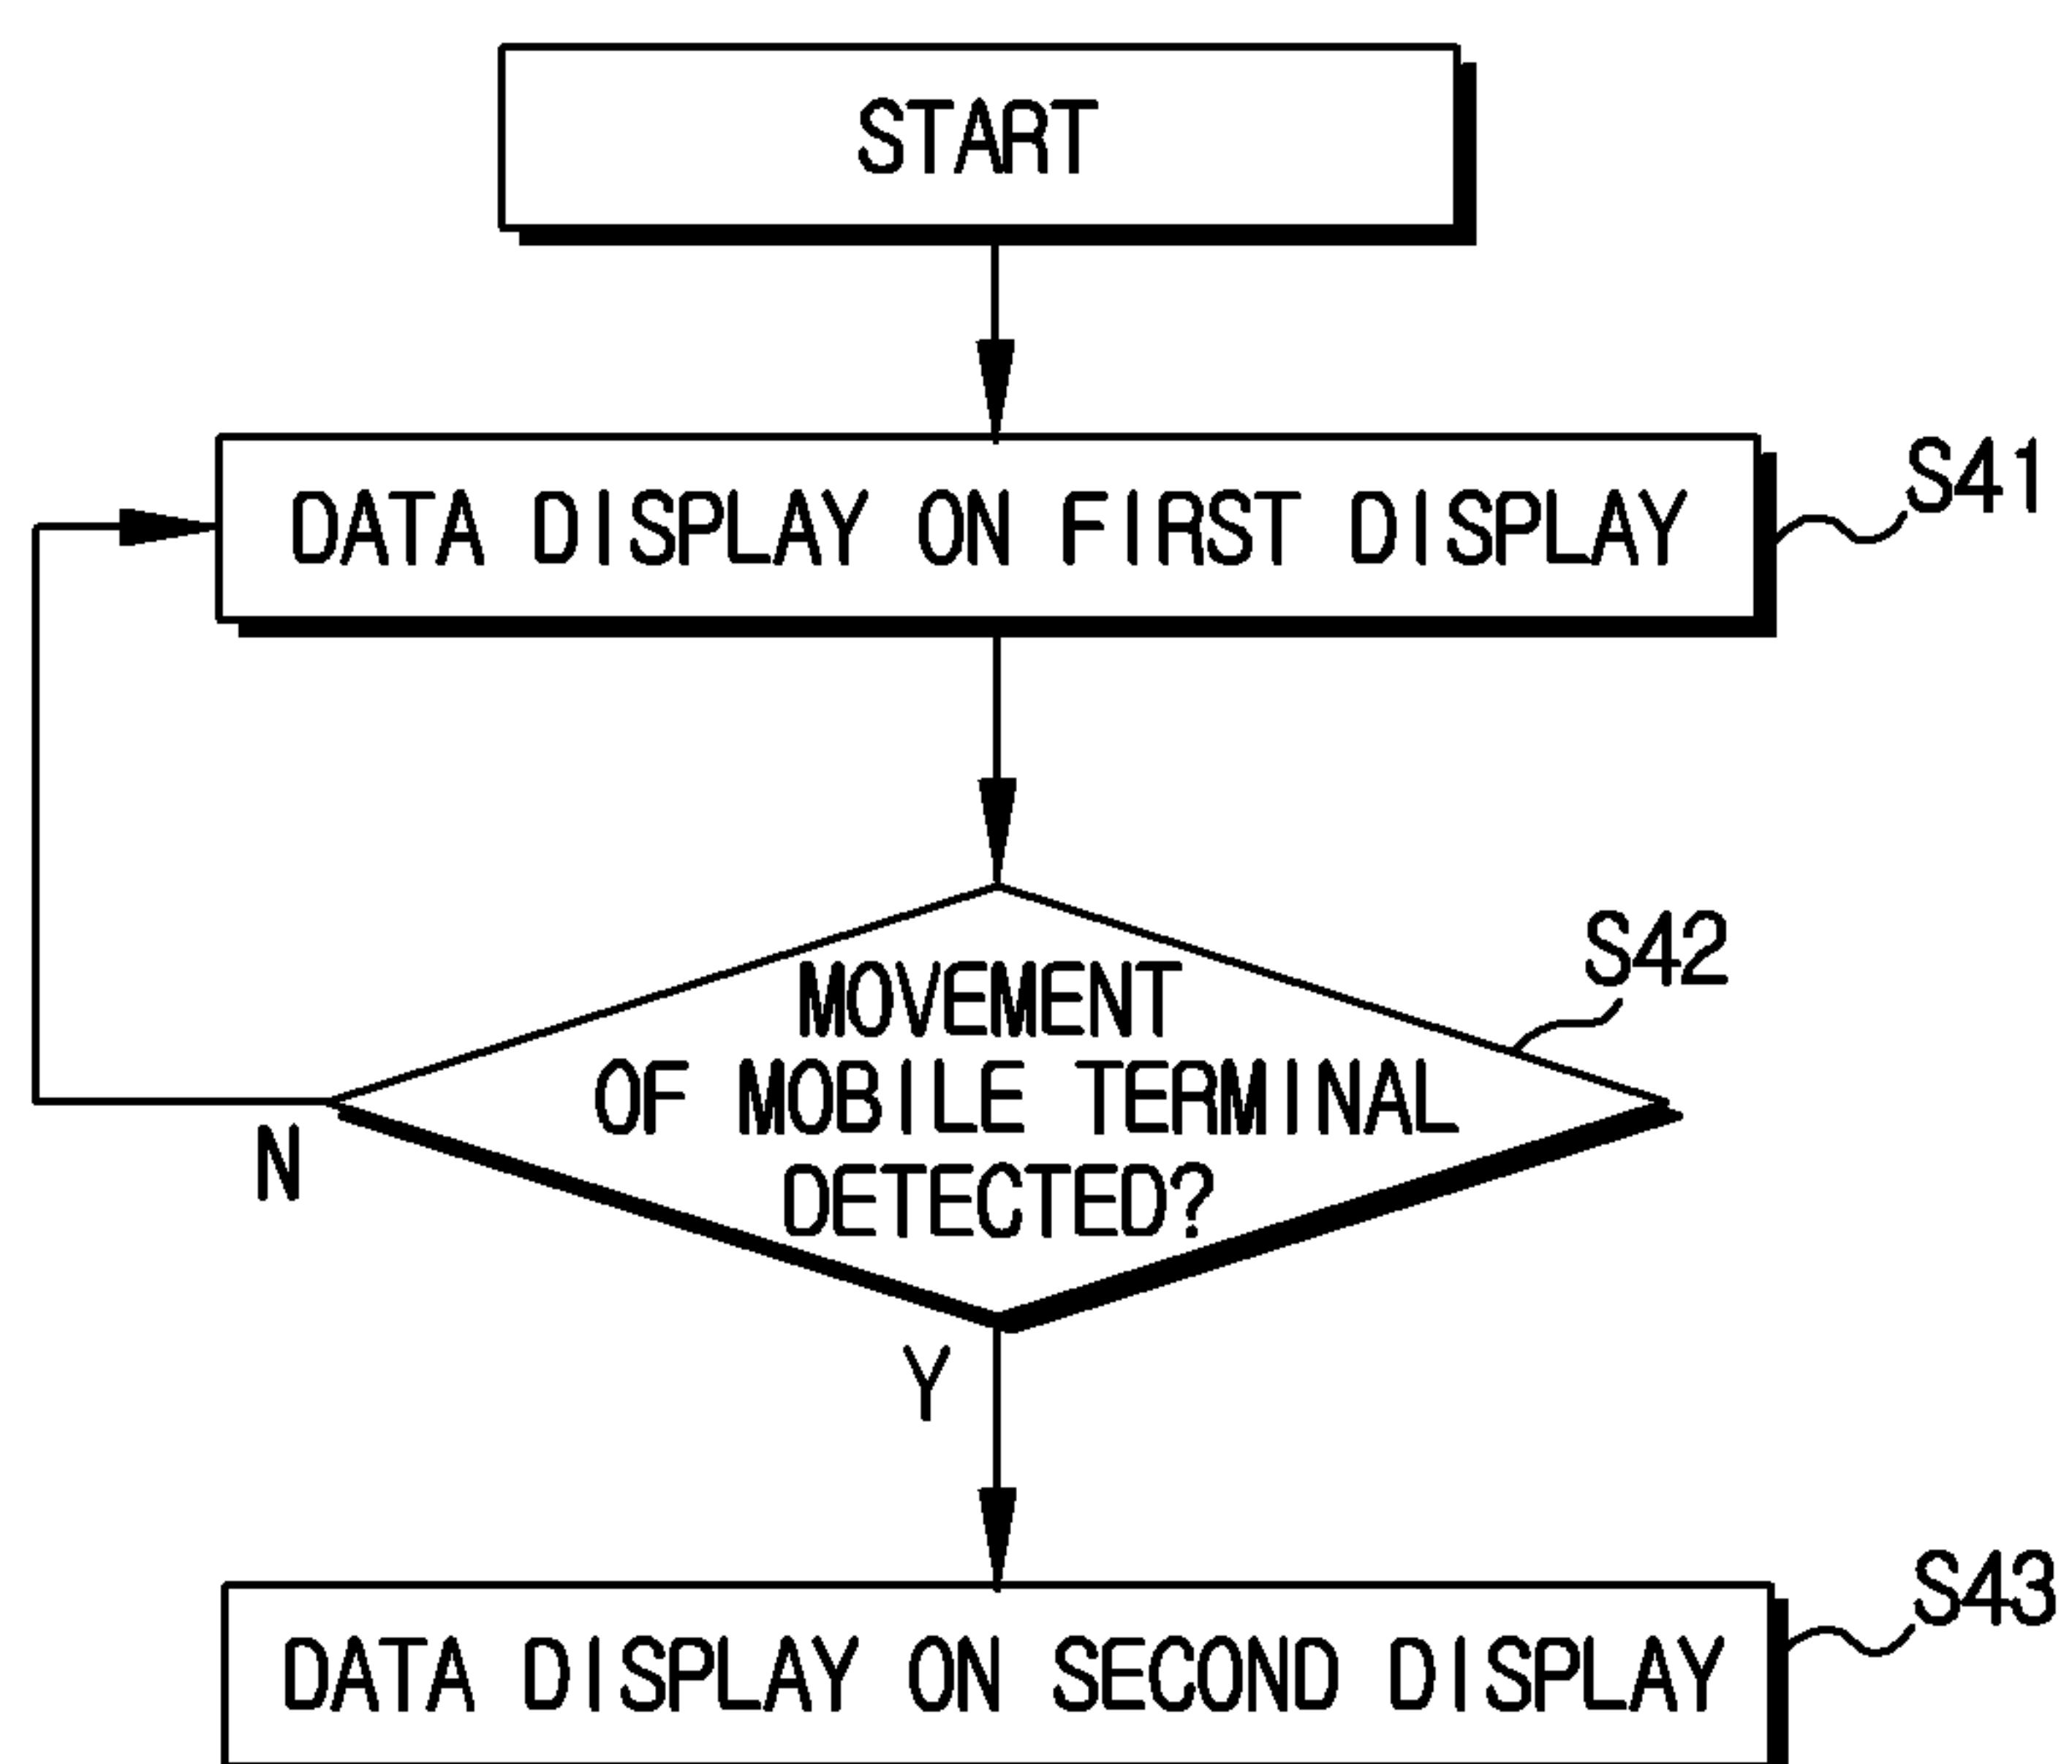 START
DATA DISPLAY ON FIRST DISPLAY
S41
MOVEMENT
OF MOBILE TERMINAL
DETECTED?
S42
N
Y
DATA DISPLAY ON SECOND DISPLAY
S43